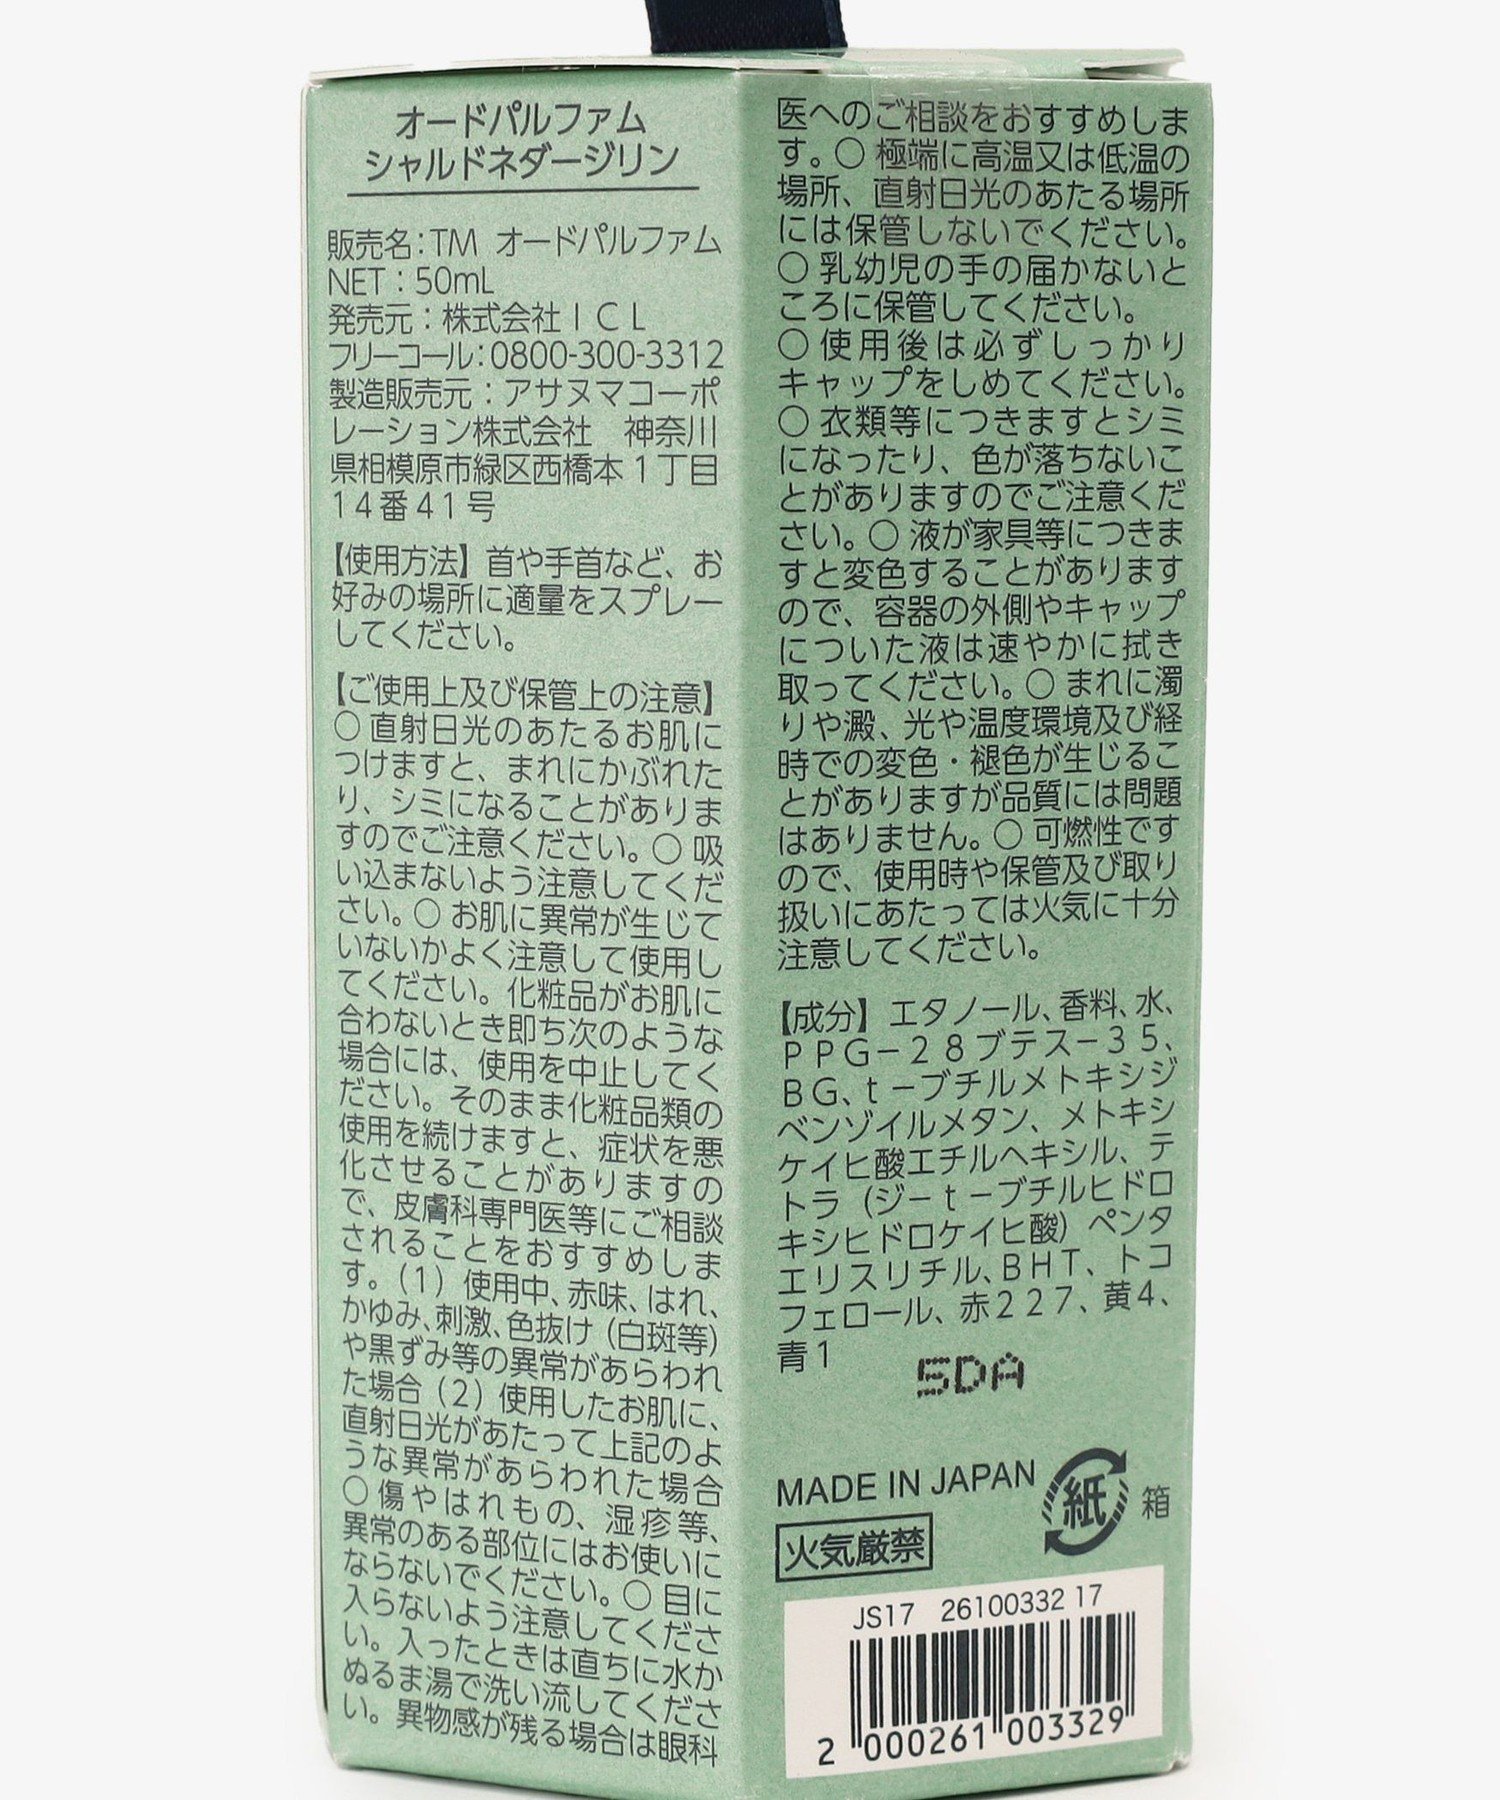 オードパルファム
シャルドネダージリン
販売名：TM オードパルファム
NET：50mL
発売元：株式会社ＩＣＬ
フリーコール：0800-300-3312
製造販売元：アサヌマコーポ
レーション株式会社　神奈川
県相模原市緑区西橋本１丁目
１４番４１号
【使用方法】首や手首など、お
好みの場所に適量をスプレー
してください。
【ご使用上及び保管上の注意】
○直射日光のあたるお肌に
つけますと、まれにかぶれた
り、シミになることがありま
すのでご注意ください。○吸
い込まないよう注意してくだ
さい。○お肌に異常が生じて
いないかよく注意して使用し
てください。化粧品がお肌に
合わないとき即ち次のような
場合には、使用を中止してく
ださい。そのまま化粧品類の
使用を続けますと、症状を悪
化させることがありますの
で、皮膚科専門医等にご相談
されることをおすすめしま
す。（1）使用中、赤味、はれ、
かゆみ、刺激、色抜け（白斑等）
や黒ずみ等の異常があらわれ
た場合（2）使用したお肌に、
直射日光があたって上記のよ
うな異常があらわれた場合
○傷やはれもの、湿疹等、
異常のある部位にはお使いに
ならないでください。○目に
入らないよう注意してくださ
い。入ったときは直ちに水か
ぬるま湯で洗い流してくださ
い。異物感が残る場合は眼科
医へのご相談をおすすめしま
す。○極端に高温又は低温の
場所、直射日光のあたる場所
には保管しないでください。
○乳幼児の手の届かないと
ころに保管してください。
○使用後は必ずしっかり
キャップをしめてください。
○衣類等につきますとシミ
になったり、色が落ちないこ
とがありますのでご注意くだ
さい。○液が家具等につきま
すと変色することがあります
ので、容器の外側やキャップ
についた液は速やかに拭き
取ってください。○まれに濁
りや澱、光や温度環境及び経
時での変色・褪色が生じるこ
とがありますが品質には問題
はありません。○可燃性です
ので、使用時や保管及び取り
扱いにあたっては火気に十分
注意してください。
【成分】エタノール、香料、水、
ＰＰＧ－２８ブテス－３５、
ＢＧ、ｔ－ブチルメトキシジ
ベンゾイルメタン、メトキシ
ケイヒ酸エチルヘキシル、テ
トラ（ジ－ｔ－ブチルヒドロ
キシヒドロケイヒ酸）ペンタ
エリスリチル、ＢＨＴ、トコ
フェロール、赤２２７、黄４、
青１
5DA
MADE IN JAPAN
紙
箱
火気厳禁
JS17 26100332 17
2 000261 003329